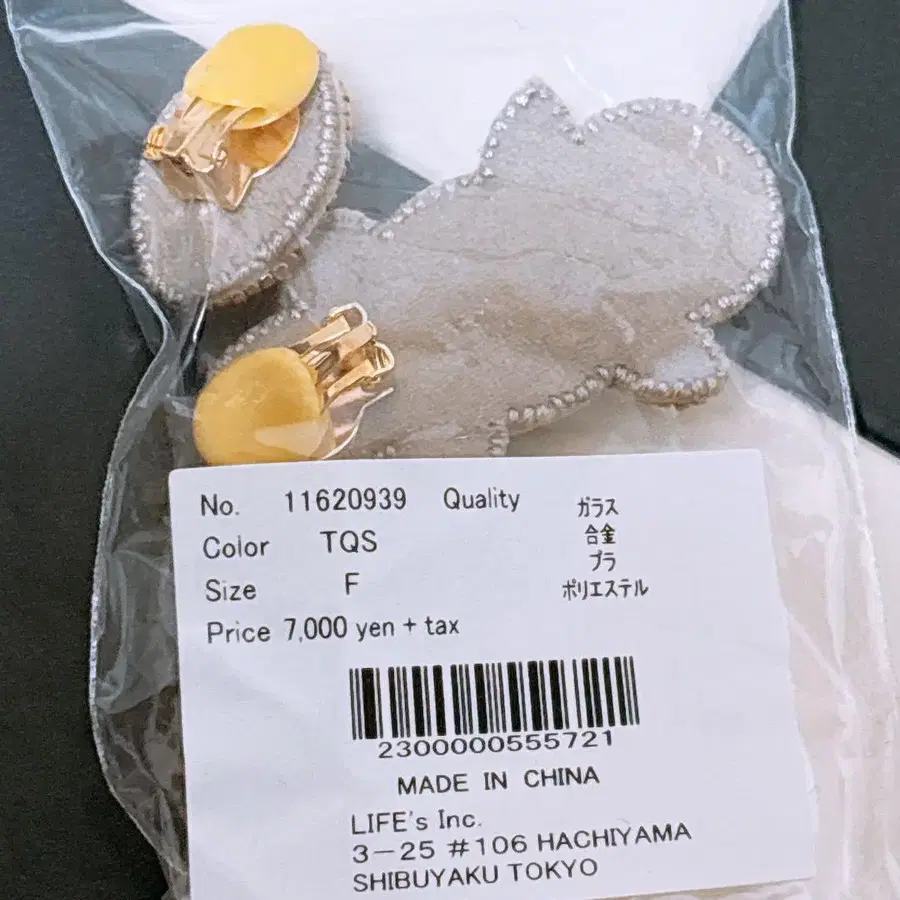 No. 11620939 Quality
ガラス
合金
Color TQS
プラ
Size F
ポリエステル
Price 7,000 yen + tax
2300000555721
MADE IN CHINA
LIFE's Inc.
3-25 #106 HACHIYAMA
SHIBUYAKU TOKYO